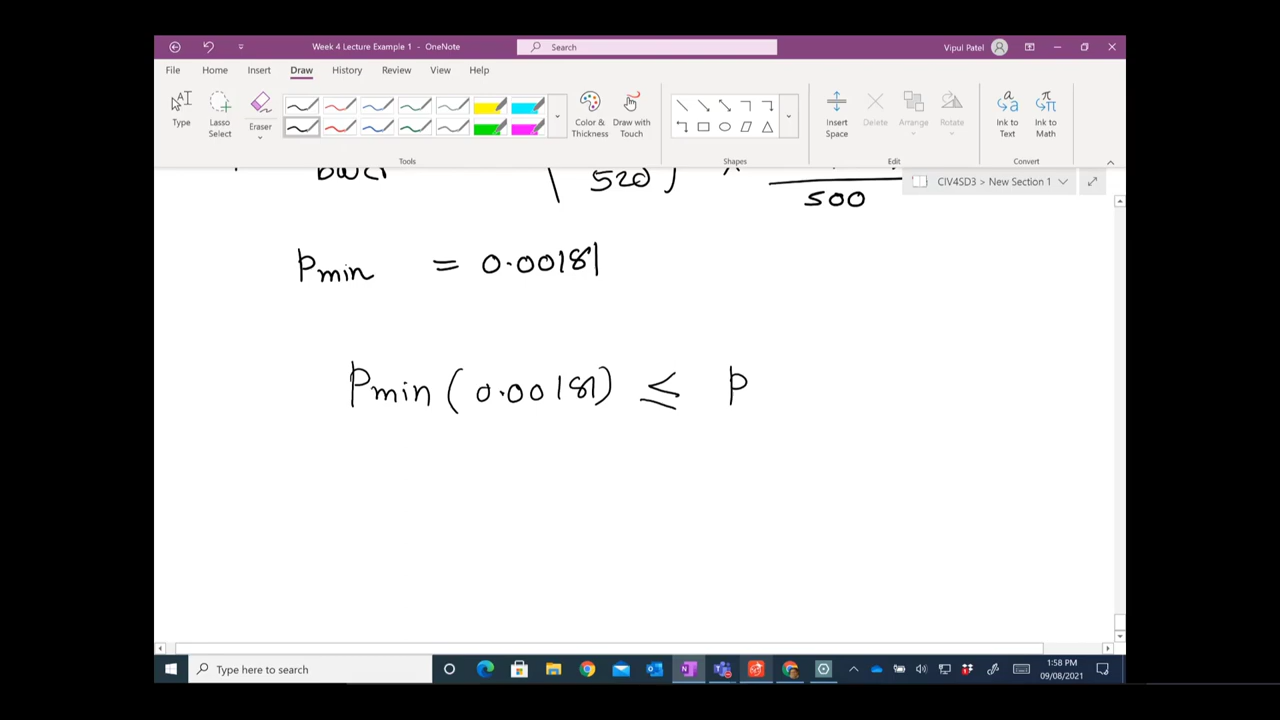 Week 4 Lecture Example 1 - OneNote
Search
Vipul Patel
File Home Insert Draw History Review View Help
Type
Lasso Select
Eraser
Color & Thickness
Draw with Touch
Insert Space
Delete
Arrange
Rotate
Ink to Text
Ink to Math
Tools
Shapes
Edit
Convert
CIV4SD3 > New Section 1
520
500
Pmin = 0.00181
Pmin (0.00181) ≤ P
Type here to search
1:58 PM
09/08/2021